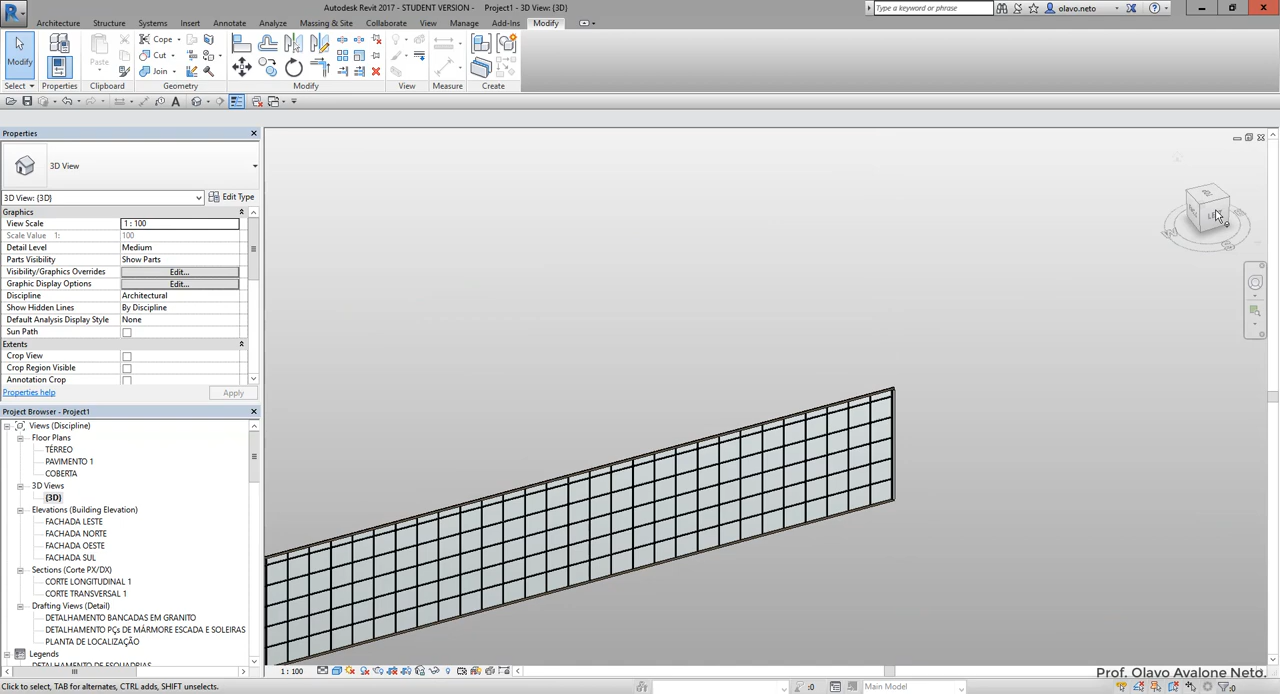 Autodesk Revit 2017 - STUDENT VERSION - Project1 - 3D View: {3D}
Type a keyword or phrase
olavo.neto
Architecture Structure Systems Insert Annotate Analyze Massing & Site Collaborate View Manage Add-Ins Modify
Modify
Paste
Cope
Cut
Join
Select Properties Clipboard Geometry Modify View Measure Create
Properties
3D View
3D View: {3D} Edit Type
Graphics
View Scale 1 : 100
Scale Value 1: 100
Detail Level Medium
Parts Visibility Show Parts
Visibility/Graphics Overrides Edit...
Graphic Display Options Edit...
Discipline Architectural
Show Hidden Lines By Discipline
Default Analysis Display Style None
Sun Path
Extents
Crop View
Crop Region Visible
Annotation Crop
Properties help Apply
Project Browser - Project1
Views (Discipline)
Floor Plans
TÉRREO
PAVIMENTO 1
COBERTA
3D Views
{3D}
Elevations (Building Elevation)
FACHADA LESTE
FACHADA NORTE
FACHADA OESTE
FACHADA SUL
Sections (Corte PX/DX)
CORTE LONGITUDINAL 1
CORTE TRANSVERSAL 1
Drafting Views (Detail)
DETALHAMENTO BANCADAS EM GRANITO
DETALHAMENTO PÇs DE MÁRMORE ESCADA E SOLEIRAS
PLANTA DE LOCALIZAÇÃO
Legends
DETALHAMENTO DE ESQUADRIAS
1 : 100
Prof. Olavo Avalone Neto.
Click to select, TAB for alternates, CTRL adds, SHIFT unselects.
:0
Main Model
:0